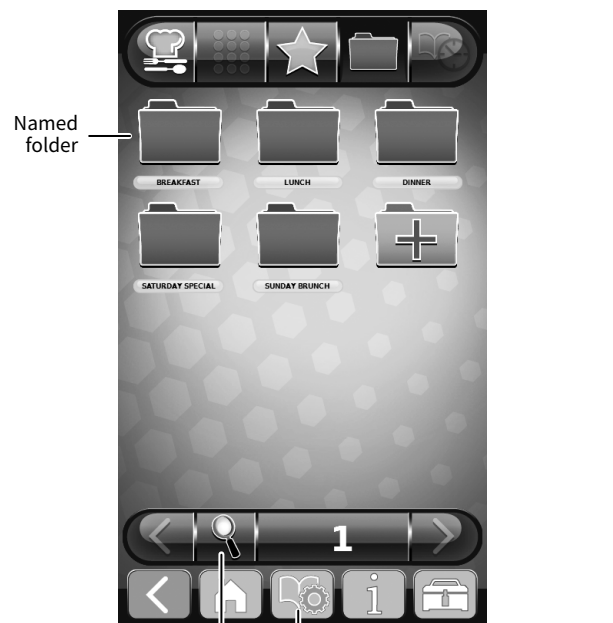 Named
folder
BREAKFAST
LUNCH
DINNER
SATURDAY SPECIAL
SUNDAY BRUNCH
1